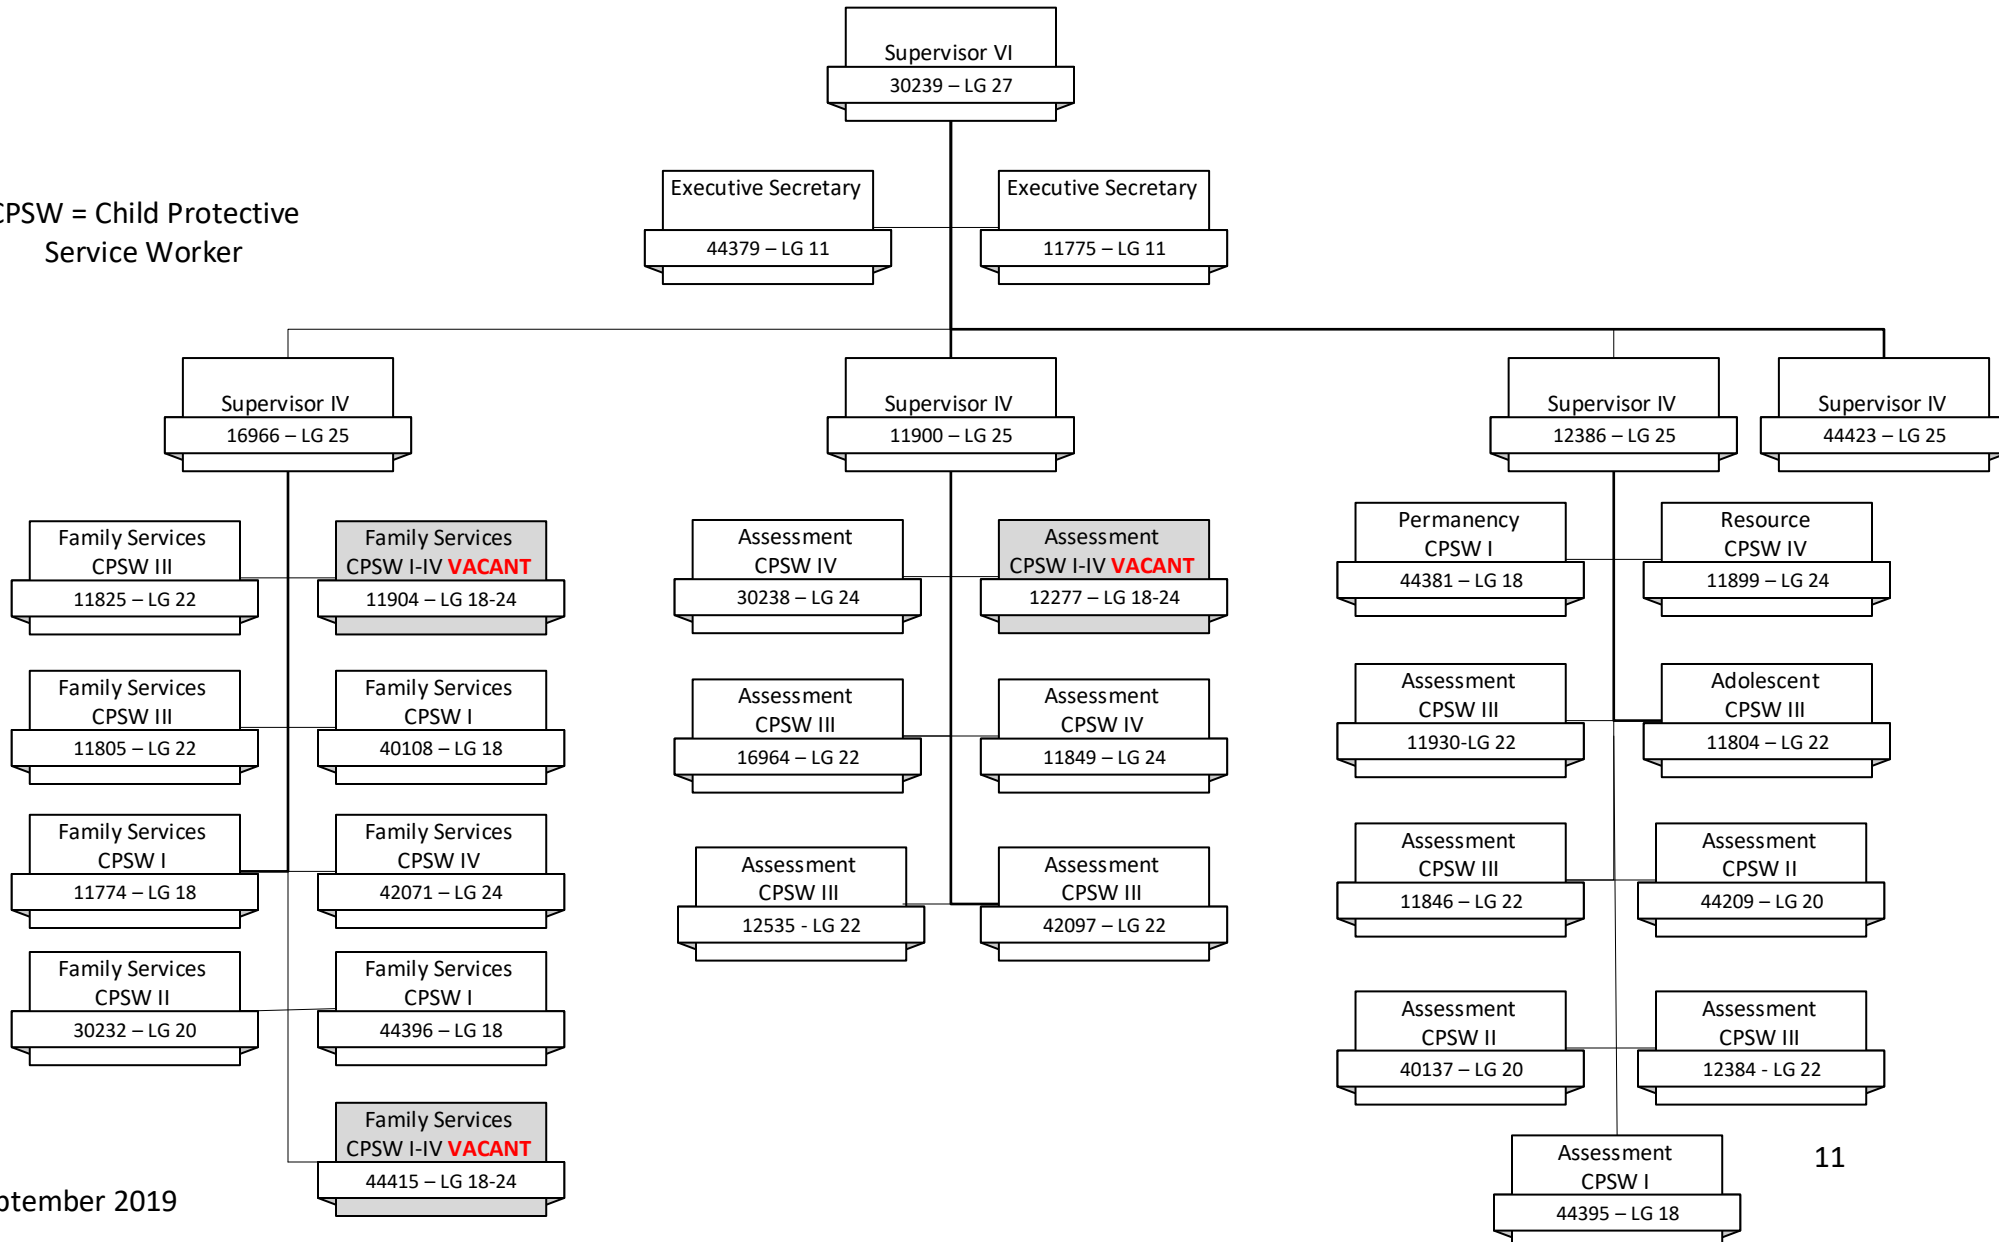 Supervisor VI
30239 – LG 27
Executive Secretary
44379 – LG 11
Executive Secretary
11775 – LG 11
CPSW = Child Protective
Service Worker
Supervisor IV
16966 – LG 25
Supervisor IV
11900 – LG 25
Supervisor IV
12386 – LG 25
Supervisor IV
44423 – LG 25
Family Services
CPSW III
11825 – LG 22
Family Services
CPSW I-IV VACANT
11904 – LG 18-24
Family Services
CPSW III
11805 – LG 22
Family Services
CPSW I
40108 – LG 18
Family Services
CPSW I
11774 – LG 18
Family Services
CPSW IV
42071 – LG 24
Family Services
CPSW II
30232 – LG 20
Family Services
CPSW I
44396 – LG 18
Family Services
CPSW I-IV VACANT
44415 – LG 18-24
Assessment
CPSW IV
30238 – LG 24
Assessment
CPSW I-IV VACANT
12277 – LG 18-24
Assessment
CPSW III
16964 – LG 22
Assessment
CPSW IV
11849 – LG 24
Assessment
CPSW III
12535 - LG 22
Assessment
CPSW III
42097 – LG 22
Permanency
CPSW I
44381 – LG 18
Resource
CPSW IV
11899 – LG 24
Assessment
CPSW III
11930-LG 22
Adolescent
CPSW III
11804 – LG 22
Assessment
CPSW III
11846 – LG 22
Assessment
CPSW II
44209 – LG 20
Assessment
CPSW II
40137 – LG 20
Assessment
CPSW III
12384 - LG 22
Assessment
CPSW I
44395 – LG 18
11
ptember 2019